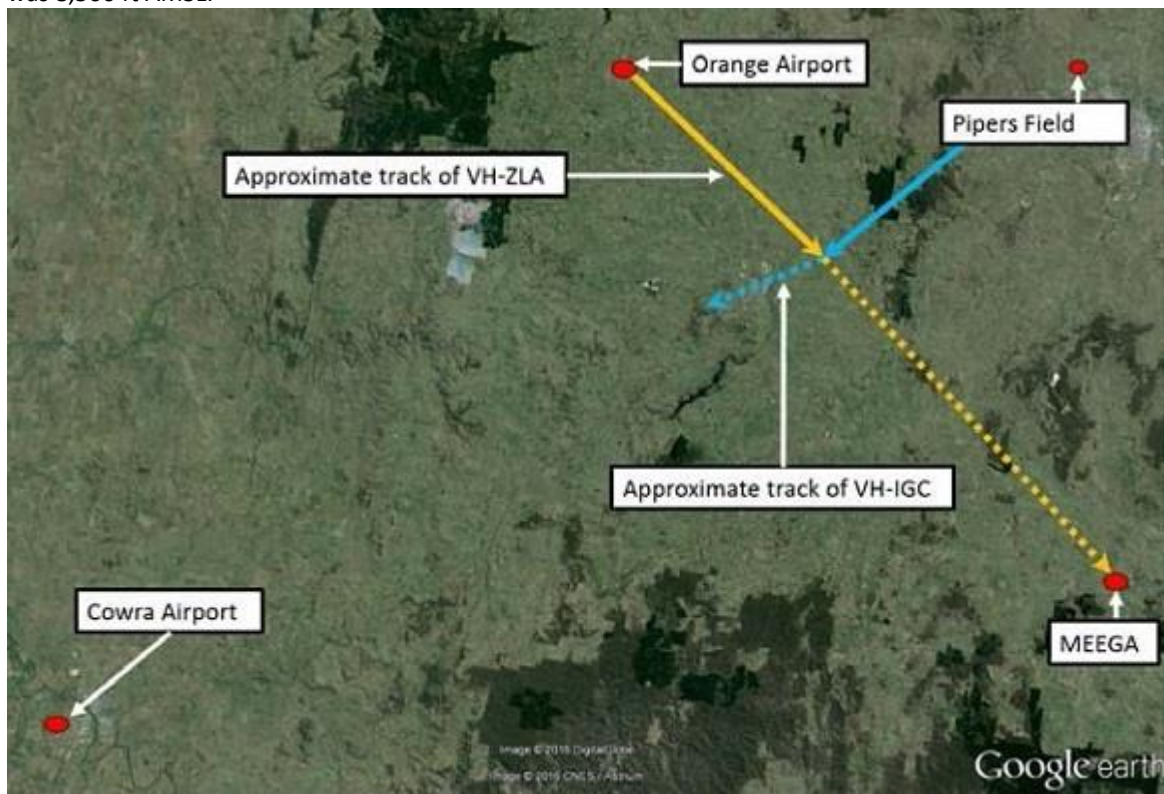 Orange Airport
Pipers Field
Approximate track of VH-ZLA
Approximate track of VH-IGC
Cowra Airport
MEEGA
Image © 2016 DigitalGlobe
Image © 2016 CNES / Astrium
Google earth